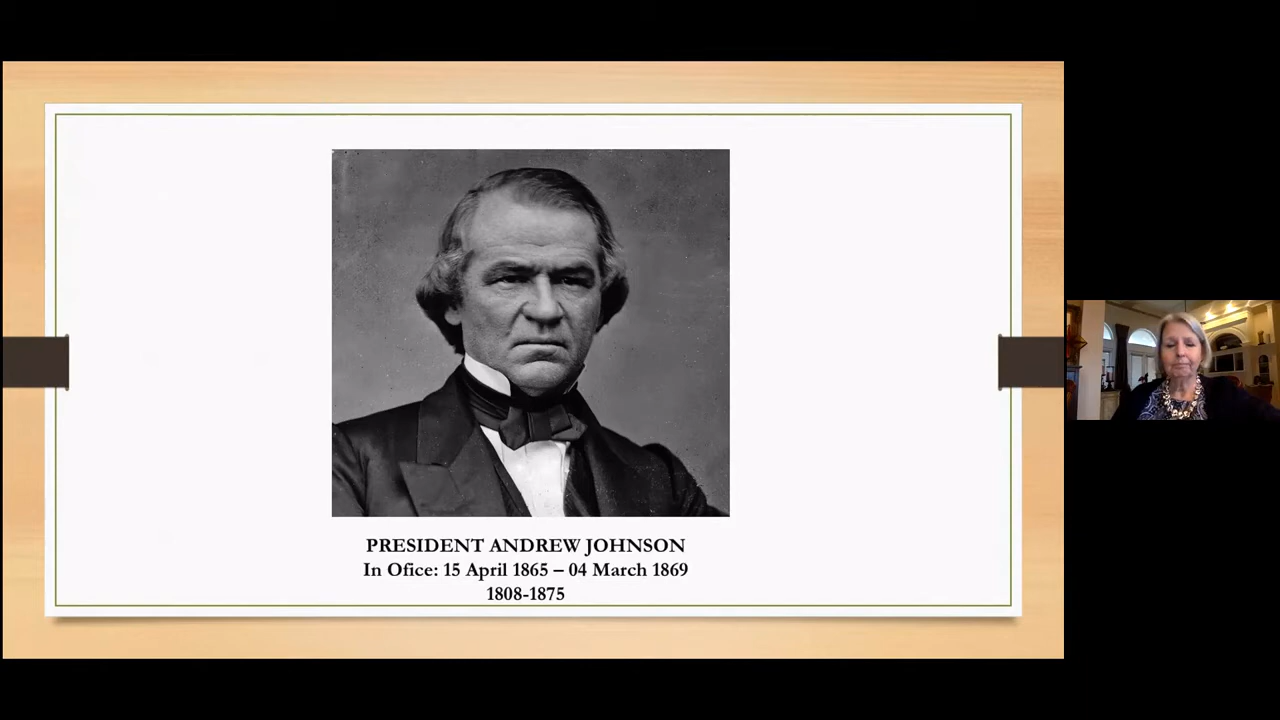 PRESIDENT ANDREW JOHNSON
In Ofice: 15 April 1865 – 04 March 1869
1808-1875